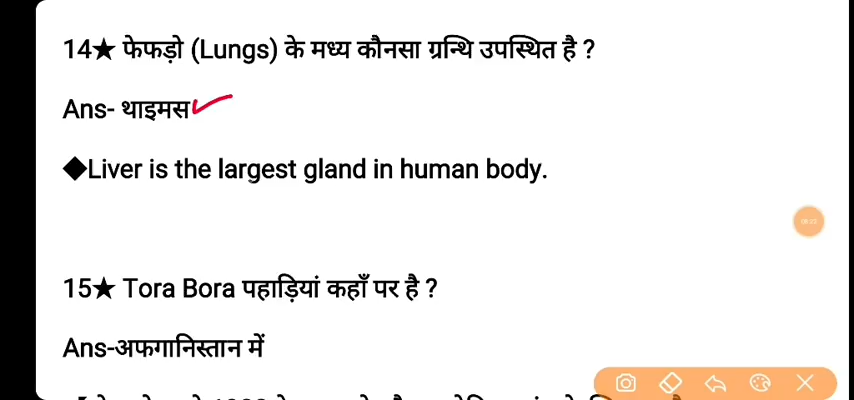 14★ फेफड़ो (Lungs) के मध्य कौनसा ग्रन्थि उपस्थित है ?
Ans- थाइमस
◆Liver is the largest gland in human body.
15★ Tora Bora पहाड़ियां कहाँ पर है ?
Ans-अफगानिस्तान में